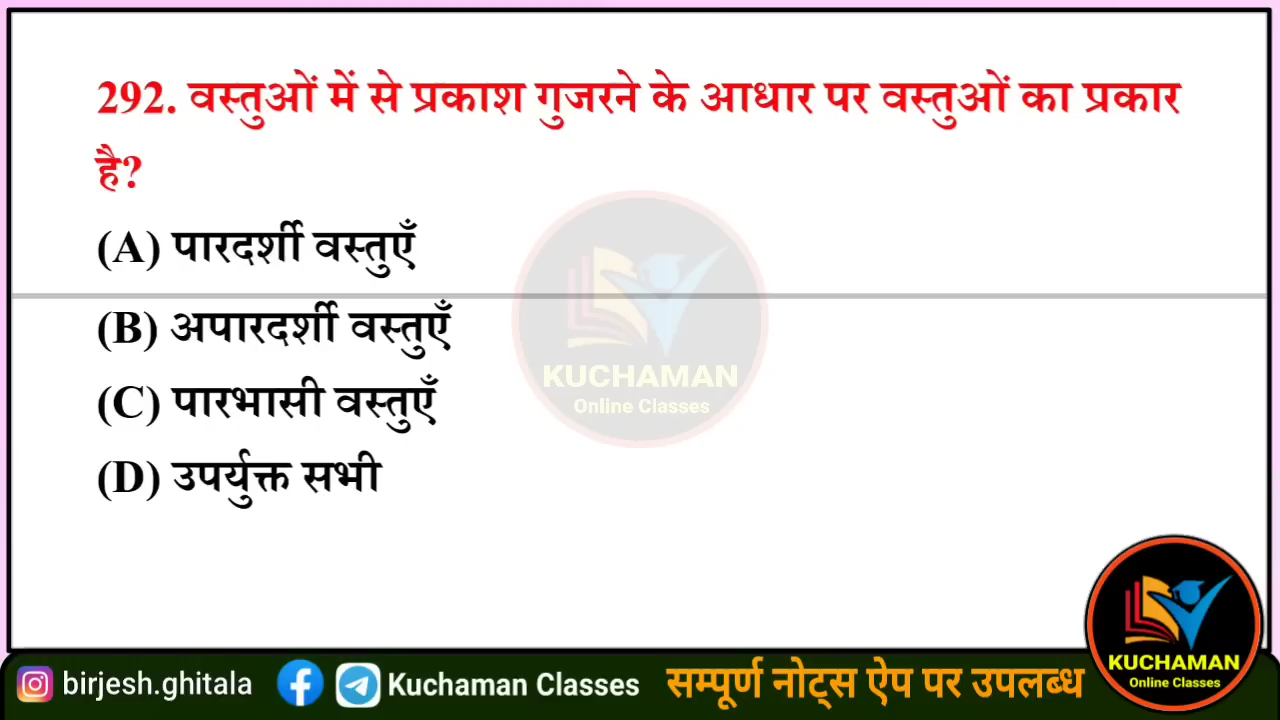 292. वस्तुओं में से प्रकाश गुजरने के आधार पर वस्तुओं का प्रकार
है?
(A) पारदर्शी वस्तुएँ
(B) अपारदर्शी वस्तुएँ
(C) पारभासी वस्तुएँ
(D) उपर्युक्त सभी
KUCHAMAN
Online Classes
birjesh.ghitala
Kuchaman Classes
सम्पूर्ण नोट्स ऐप पर उपलब्ध
KUCHAMAN
Online Classes